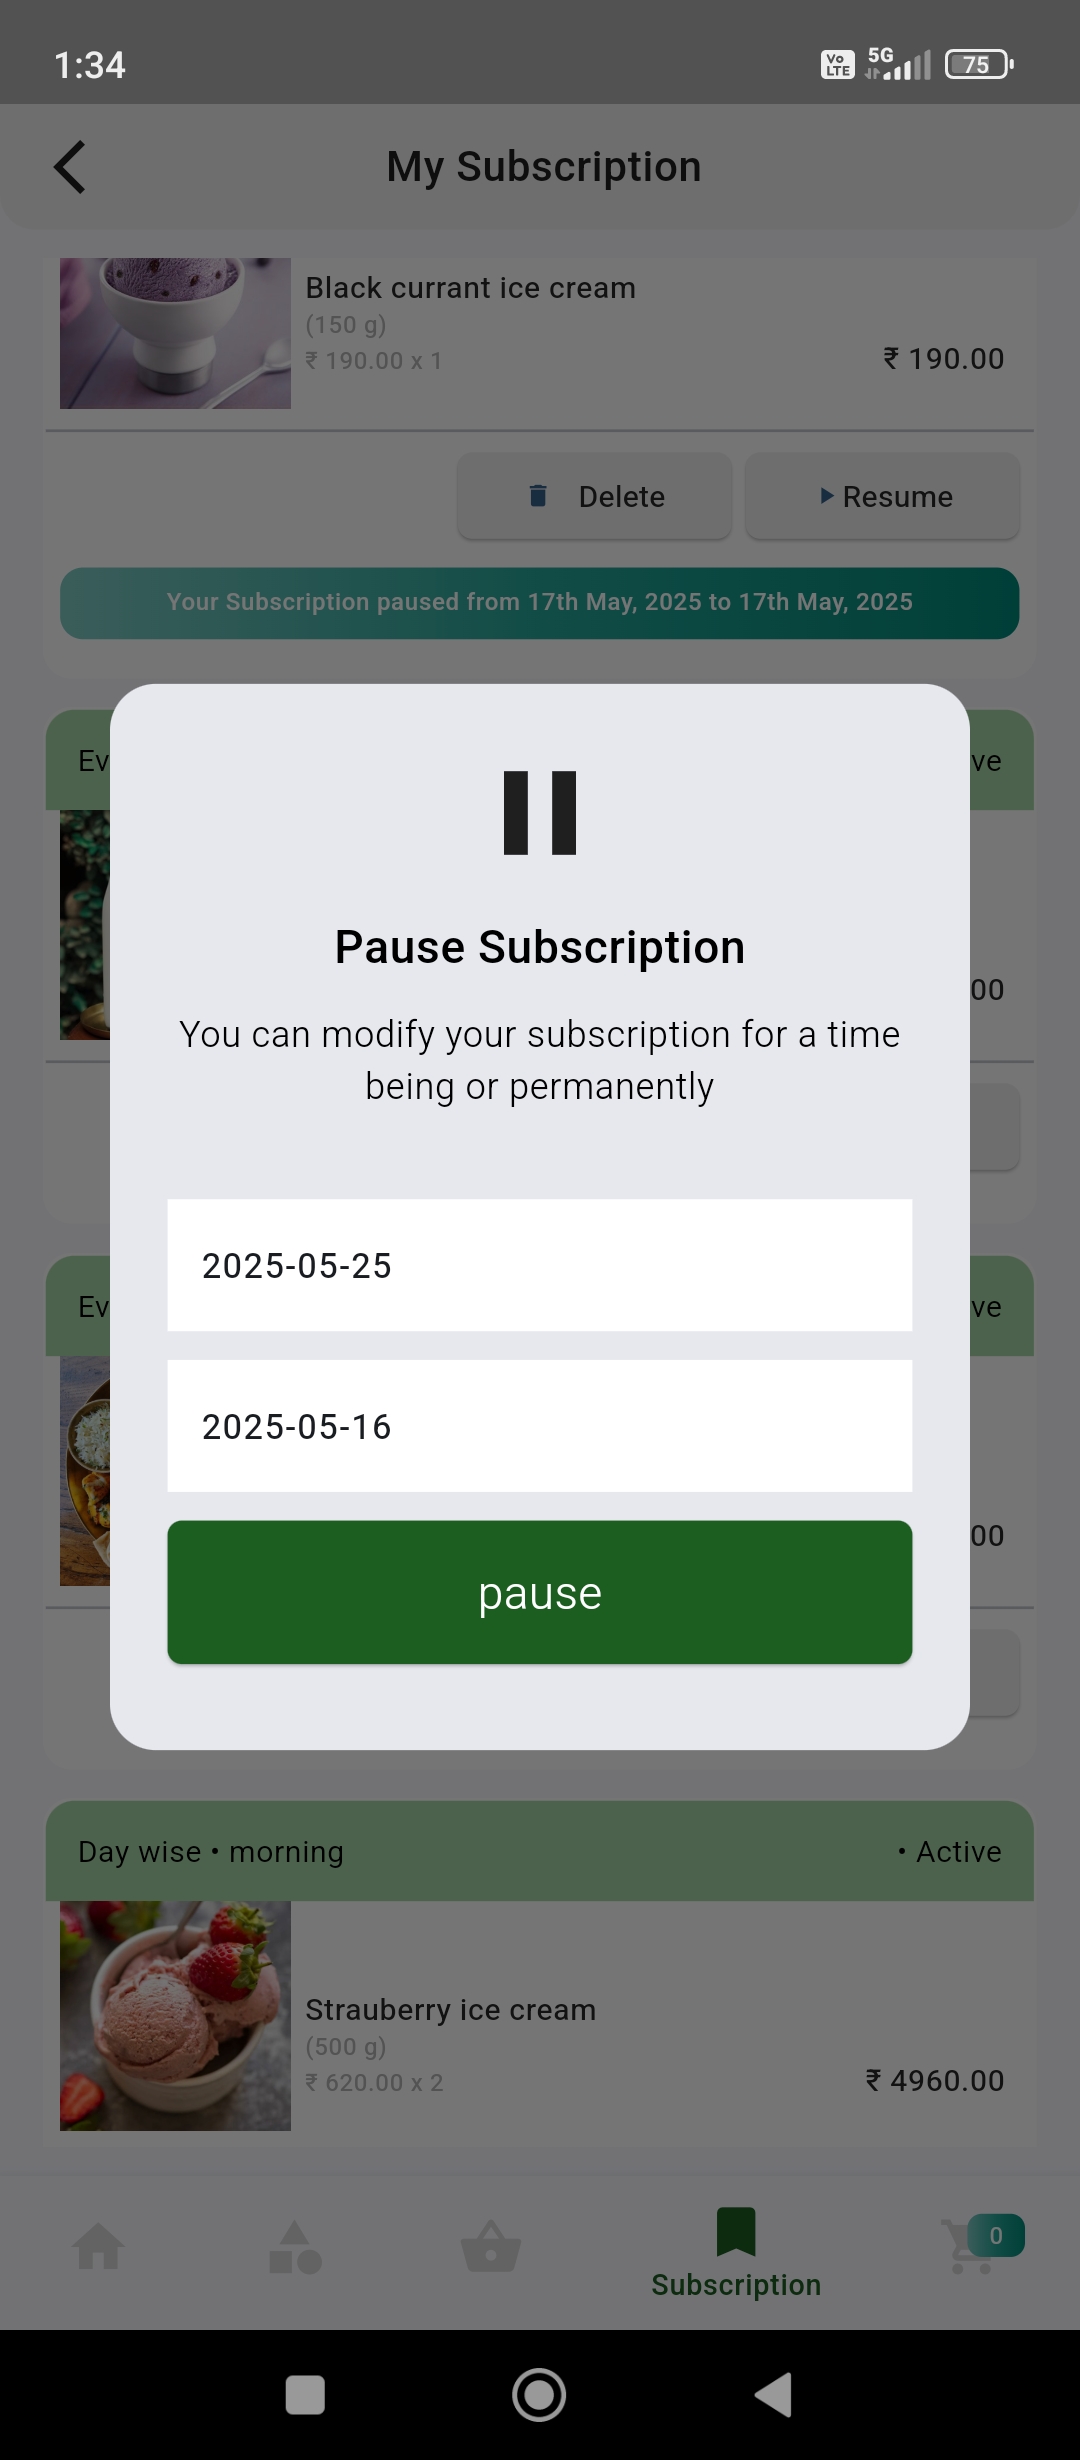 1:34
Vo LTE 5G 75
My Subscription
Black currant ice cream
(150 g)
₹ 190.00 x 1
₹ 190.00
Delete
Resume
Your Subscription paused from 17th May, 2025 to 17th May, 2025
Ev
ve
00
Pause Subscription
You can modify your subscription for a time
being or permanently
2025-05-25
Ev
ve
2025-05-16
00
pause
Day wise • morning
• Active
Strauberry ice cream
(500 g)
₹ 620.00 x 2
₹ 4960.00
0
Subscription